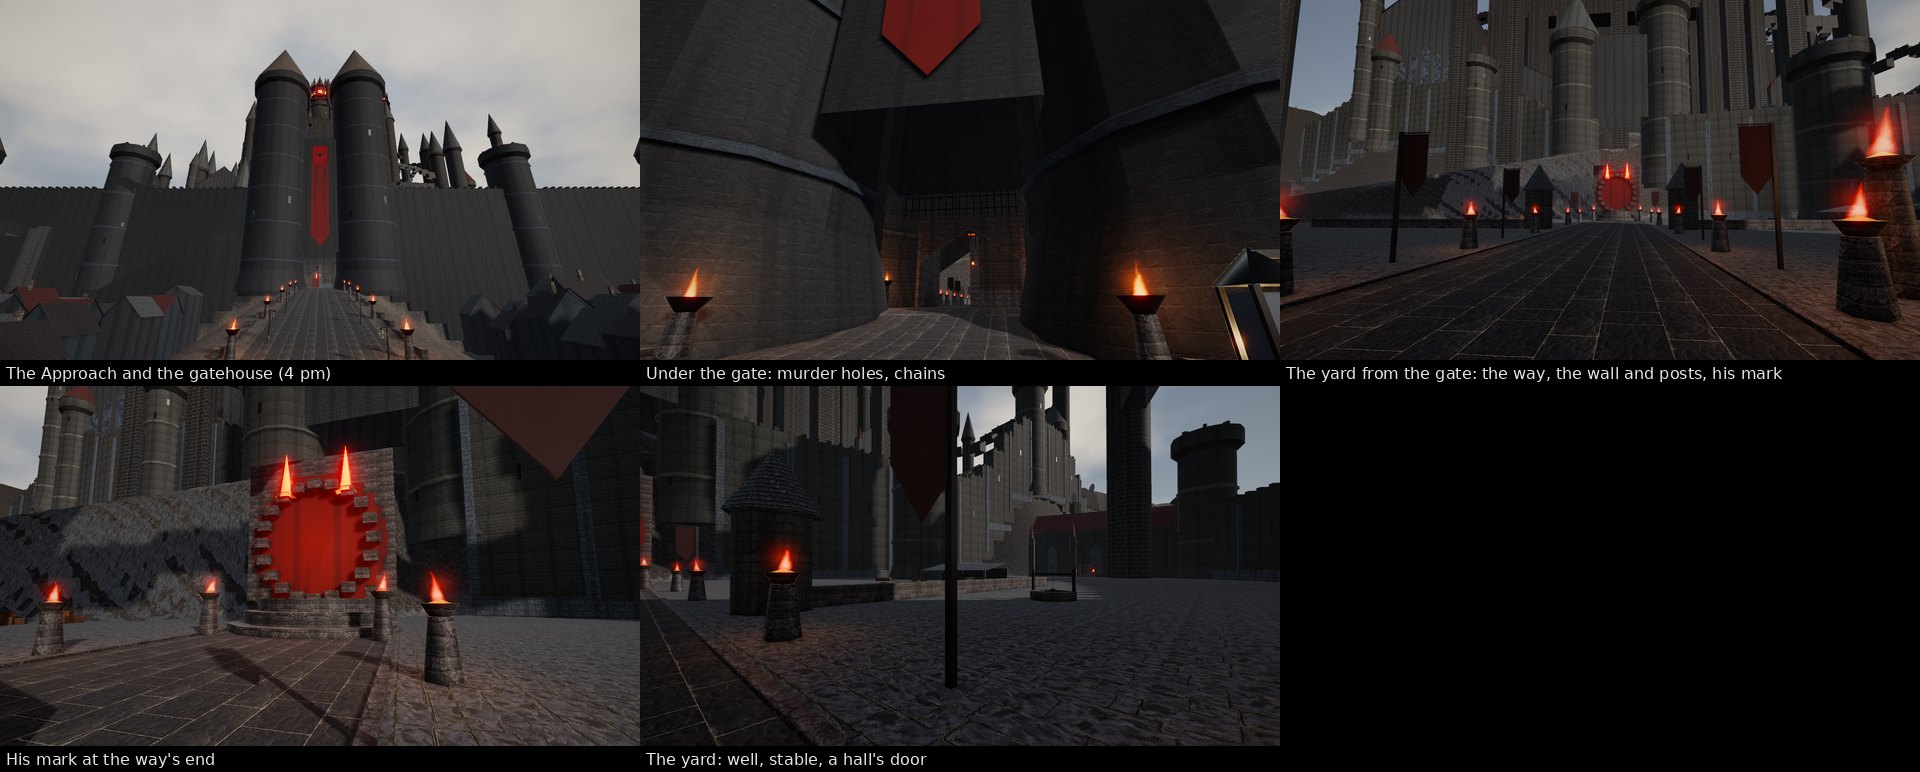 The Approach and the gatehouse (4 pm)
Under the gate: murder holes, chains
The yard from the gate: the way, the wall and posts, his mark
His mark at the way's end
The yard: well, stable, a hall's door